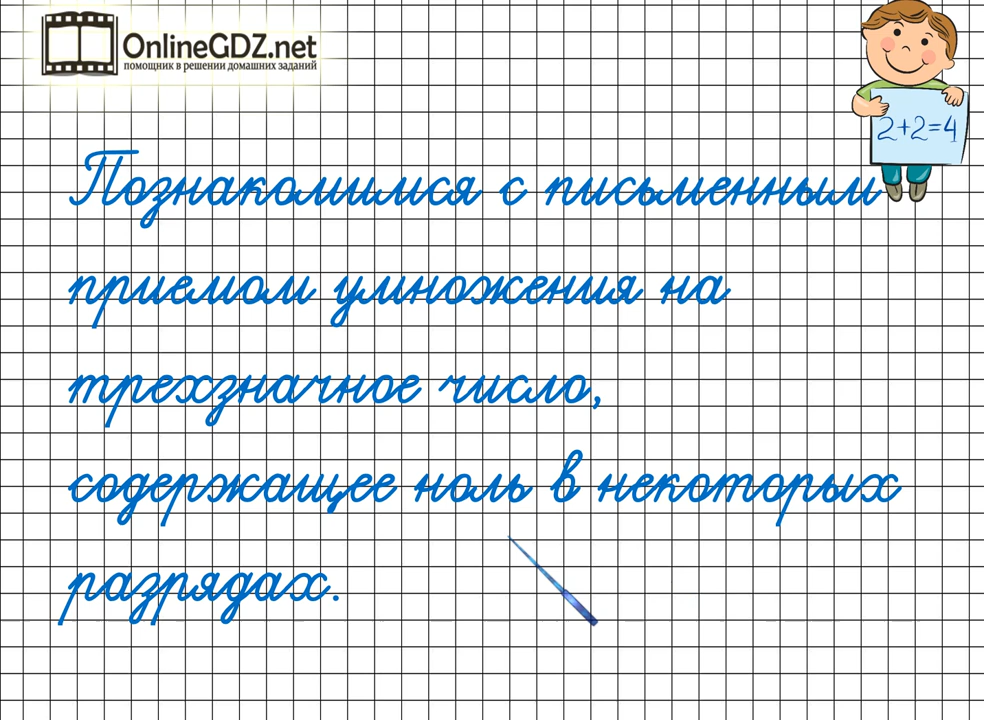 OnlineGDZ.net
помощник в решении домашних заданий
2+2=4
Познакомимся с письменным
приемом умножения на
трехзначное число,
содержащее ноль в некоторых
разрядах.